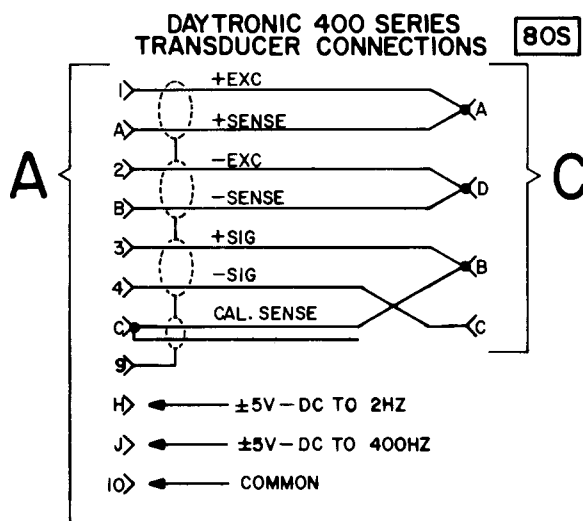 DAYTRONIC 400 SERIES
TRANSDUCER CONNECTIONS
80S
A
C
1 +EXC
A +SENSE A
2 -EXC
B -SENSE D
3 +SIG
4 -SIG B
C CAL. SENSE C
9
H ±5V-DC TO 2HZ
J ±5V-DC TO 400HZ
10 COMMON